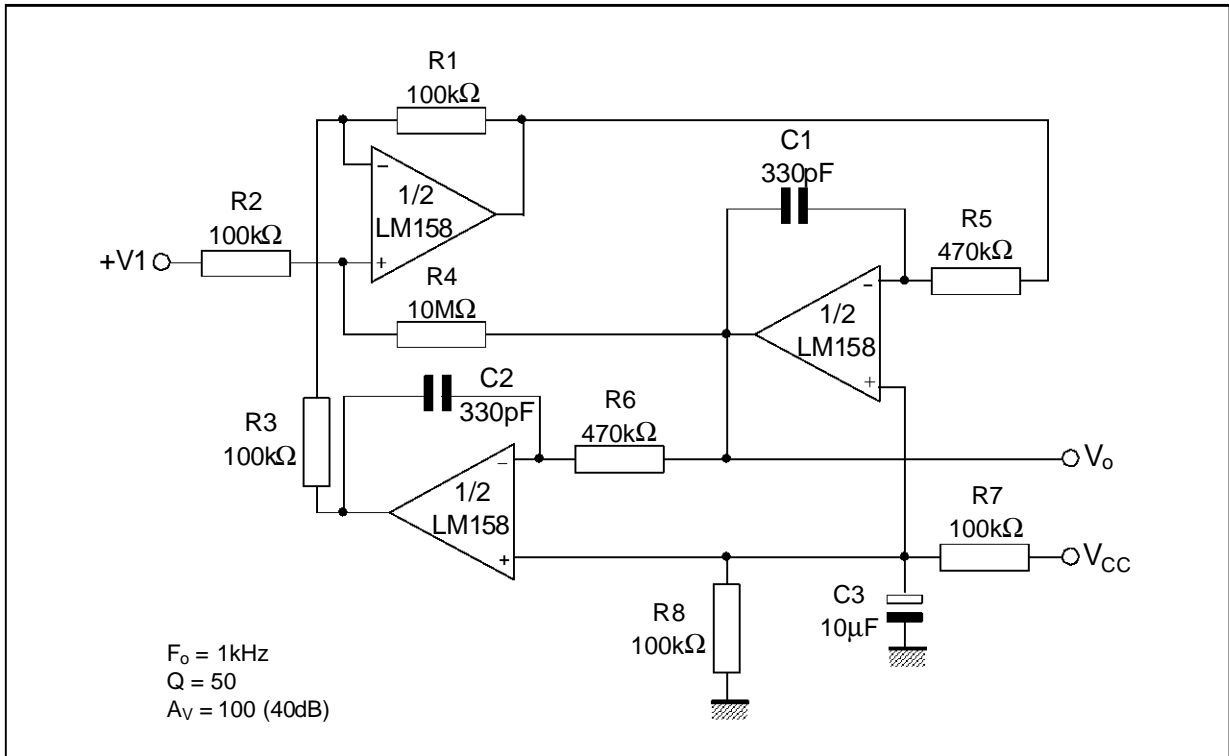 R1
100kΩ
C1
330pF
R2
100kΩ
−
1/2
LM158
+
R5
470kΩ
+V1
R4
10MΩ
−
1/2
LM158
+
C2
330pF
R6
470kΩ
R3
100kΩ
−
1/2
LM158
+
Vo
R7
100kΩ
VCC
R8
100kΩ
C3
10μF
Fo = 1kHz
Q = 50
AV = 100 (40dB)